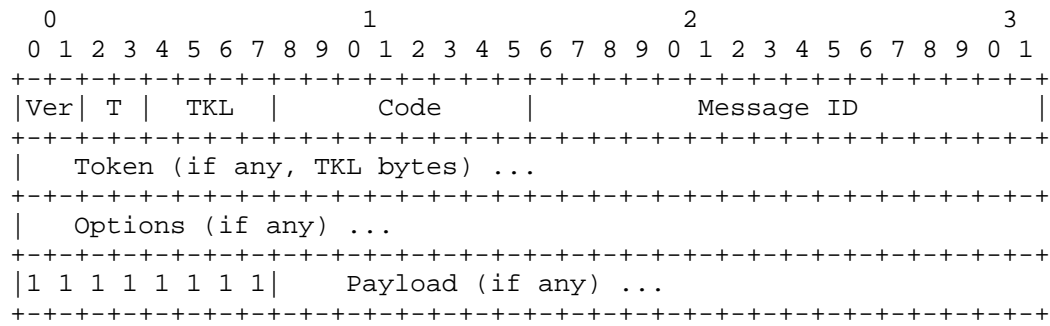 0                   1                   2                   3
 0 1 2 3 4 5 6 7 8 9 0 1 2 3 4 5 6 7 8 9 0 1 2 3 4 5 6 7 8 9 0 1
+-+-+-+-+-+-+-+-+-+-+-+-+-+-+-+-+-+-+-+-+-+-+-+-+-+-+-+-+-+-+-+-+
|Ver| T |  TKL  |      Code     |          Message ID           |
+-+-+-+-+-+-+-+-+-+-+-+-+-+-+-+-+-+-+-+-+-+-+-+-+-+-+-+-+-+-+-+-+
|   Token (if any, TKL bytes) ...
+-+-+-+-+-+-+-+-+-+-+-+-+-+-+-+-+-+-+-+-+-+-+-+-+-+-+-+-+-+-+-+-+
|   Options (if any) ...
+-+-+-+-+-+-+-+-+-+-+-+-+-+-+-+-+-+-+-+-+-+-+-+-+-+-+-+-+-+-+-+-+
|1 1 1 1 1 1 1 1|    Payload (if any) ...
+-+-+-+-+-+-+-+-+-+-+-+-+-+-+-+-+-+-+-+-+-+-+-+-+-+-+-+-+-+-+-+-+